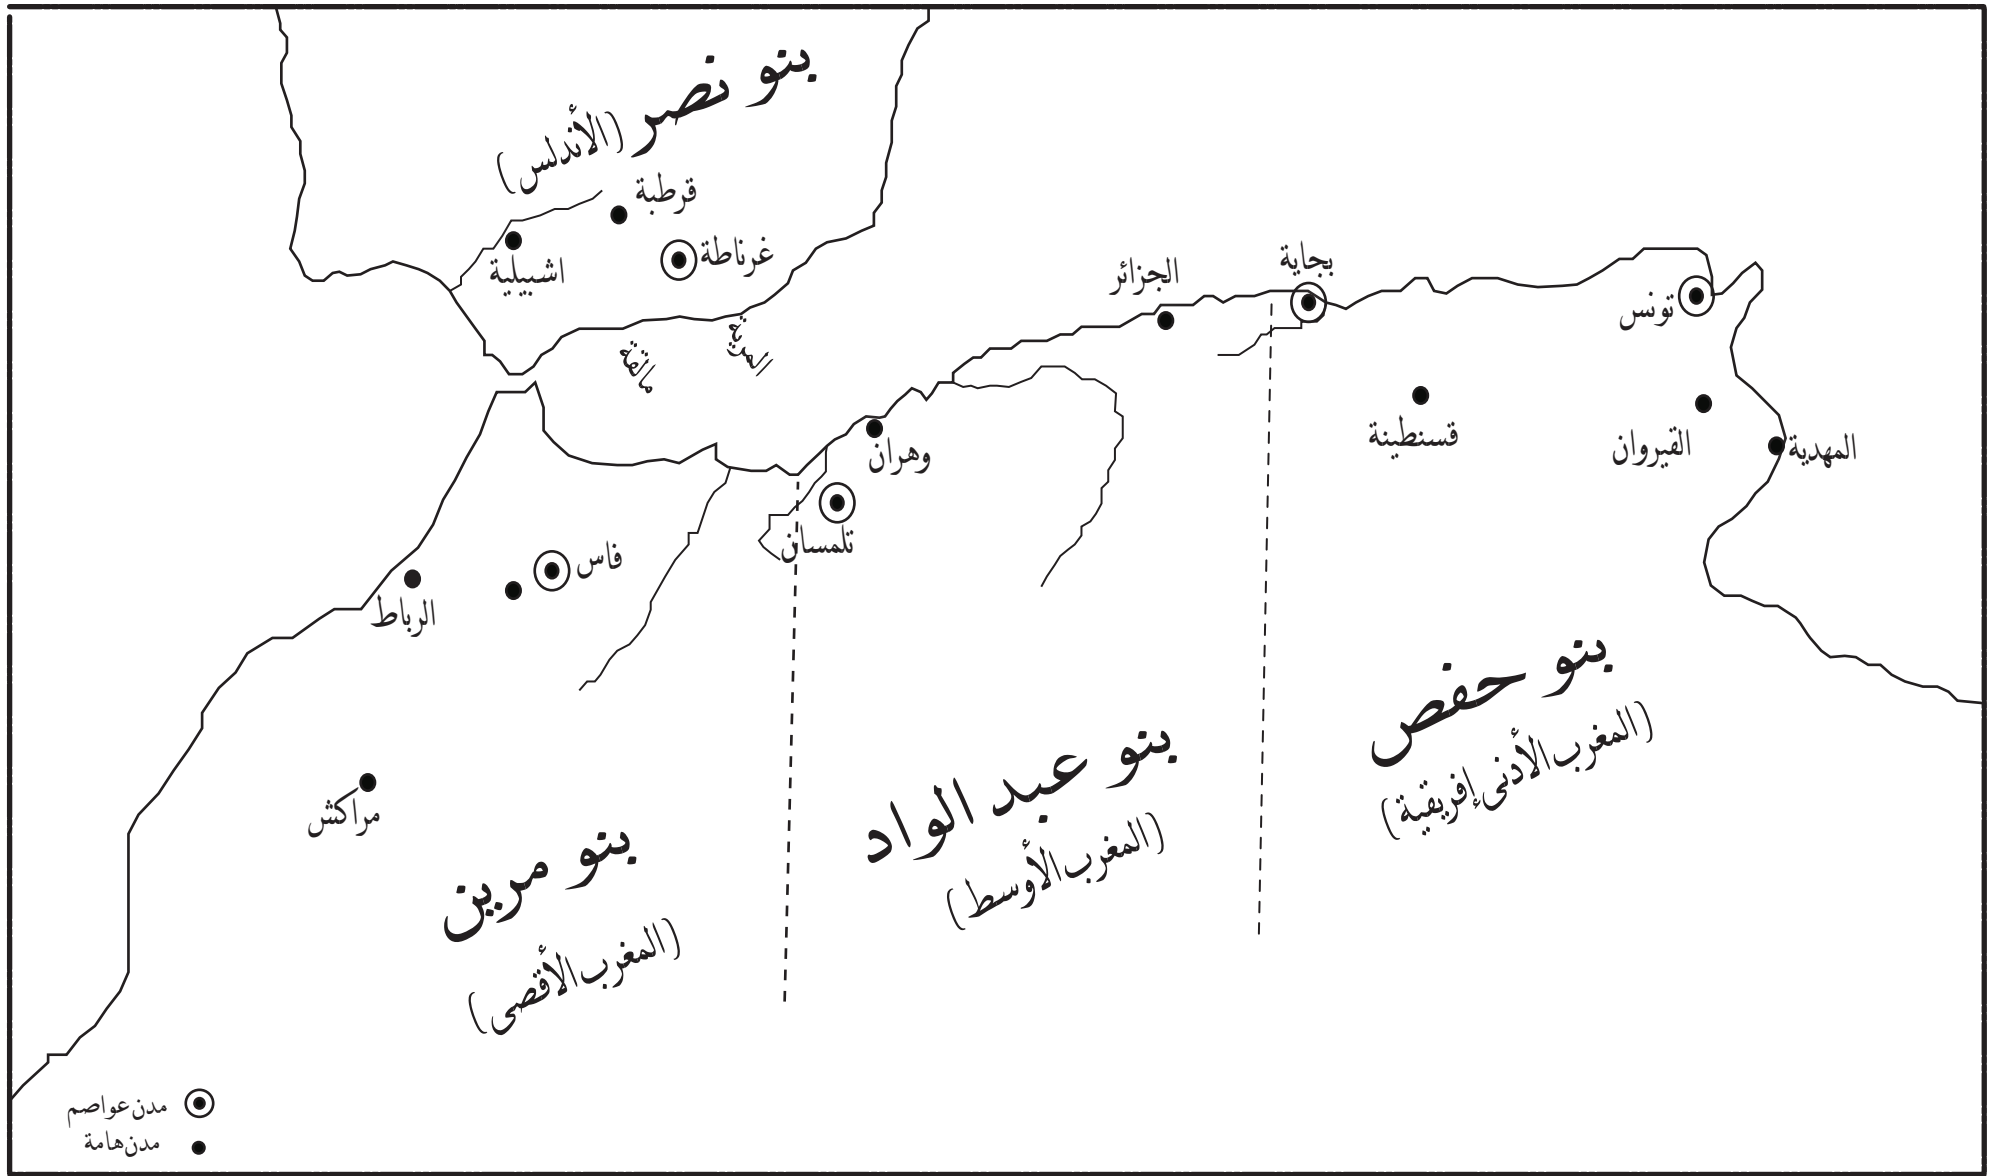 بنو نصر
(الأندلس)
قرطبة
غرناطة
اشبيلية
المرية
مالقة
بجاية
الجزائر
تونس
المهدية
القيروان
قسنطينة
وهران
تلمسان
فاس
الرباط
مراكش
بنو حفص
(المغرب الأدنى إفريقية)
بنو عبد الواد
(المغرب الأوسط)
بنو مرين
(المغرب الأقصى)
مدن عواصم
مدن هامة